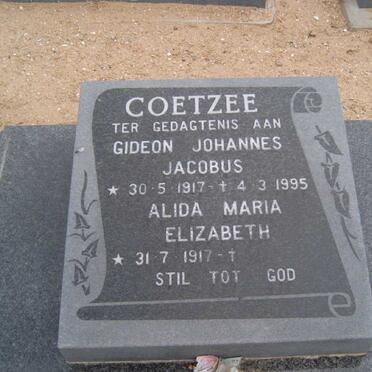 COETZEE
TER GEDAGTENIS AAN
GIDEON JOHANNES
JACOBUS
★ 30·5·1917·† 4·3·1995
ALIDA MARIA
ELIZABETH
★ 31·7·1917·†
STIL TOT GOD